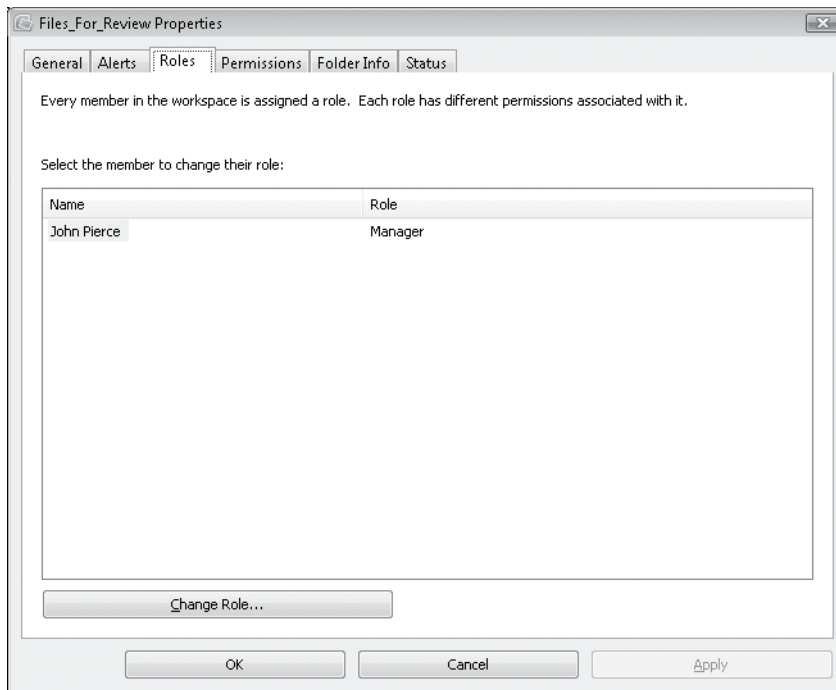 Files_For_Review Properties
General Alerts Roles Permissions Folder Info Status
Every member in the workspace is assigned a role. Each role has different permissions associated with it.
Select the member to change their role:
Name Role
John Pierce Manager
Change Role...
OK Cancel Apply